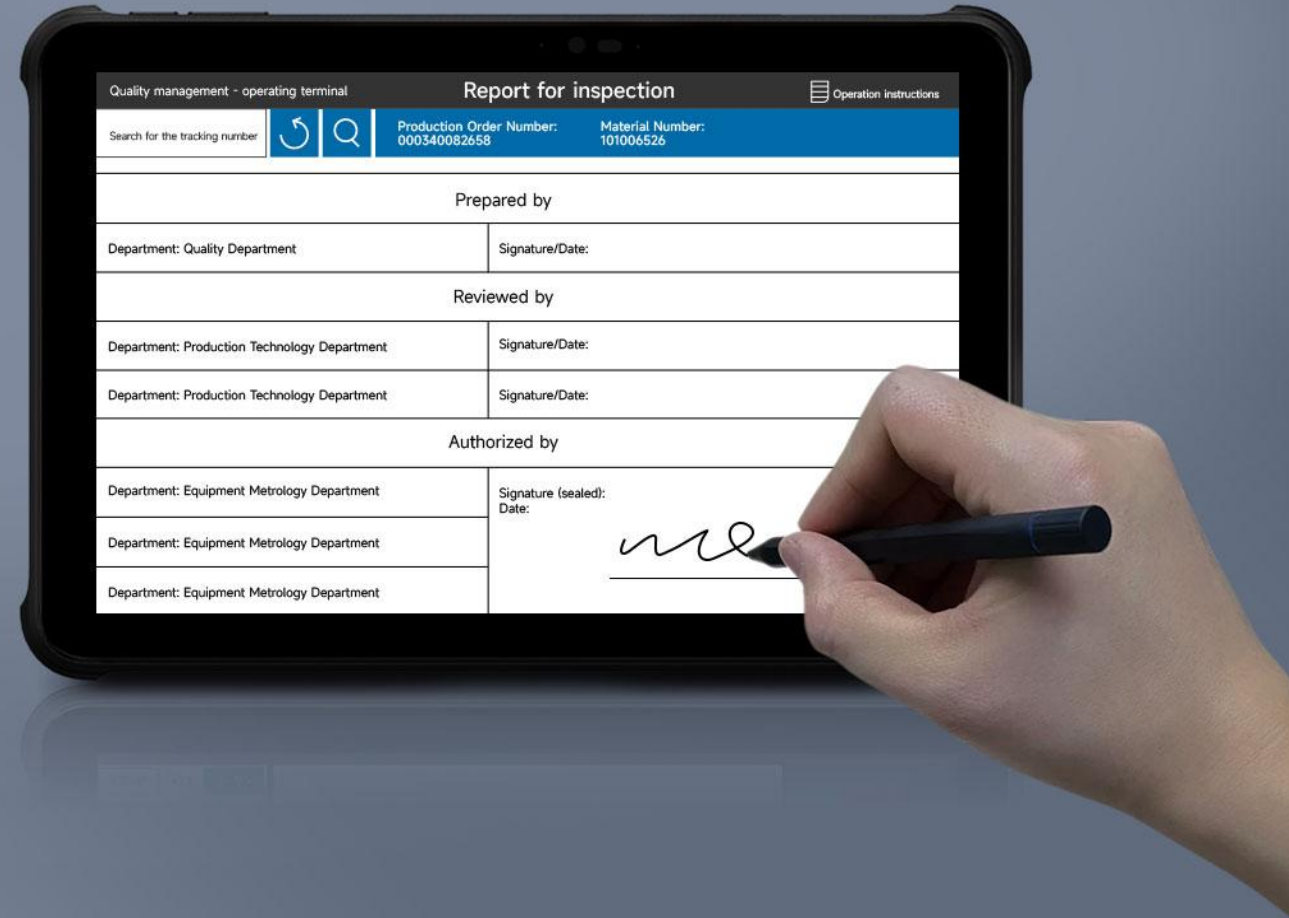 Quality management - operating terminal
Report for inspection
Operation instructions
Search for the tracking number
Production Order Number:
000340082658
Material Number:
101006526
Prepared by
Department: Quality Department
Signature/Date:
Reviewed by
Department: Production Technology Department
Signature/Date:
Department: Production Technology Department
Signature/Date:
Authorized by
Department: Equipment Metrology Department
Signature (sealed):
Date:
Department: Equipment Metrology Department
Department: Equipment Metrology Department